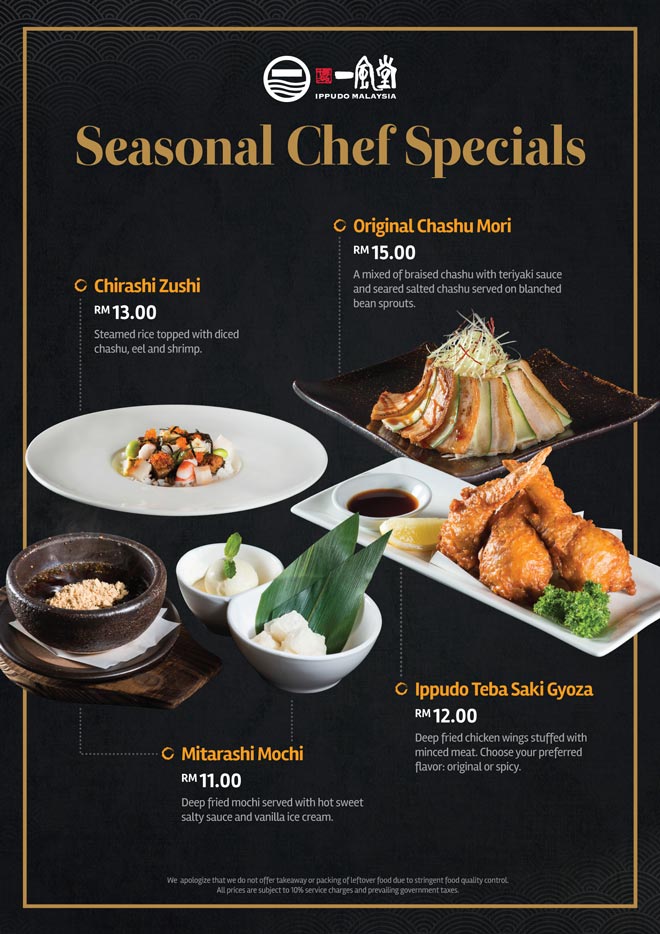 一風堂
IPPUDO MALAYSIA
Seasonal Chef Specials
Original Chashu Mori
RM 15.00
A mixed of braised chashu with teriyaki sauce
and seared salted chashu served on blanched
bean sprouts.
Chirashi Zushi
RM 13.00
Steamed rice topped with diced
chashu, eel and shrimp.
Ippudo Teba Saki Gyoza
RM 12.00
Deep fried chicken wings stuffed with
minced meat. Choose your preferred
flavor: original or spicy.
Mitarashi Mochi
RM 11.00
Deep fried mochi served with hot sweet
salty sauce and vanilla ice cream.
We apologize that we do not offer takeaway or packing of leftover food due to stringent food quality control.
All prices are subject to 10% service charges and prevailing government taxes.